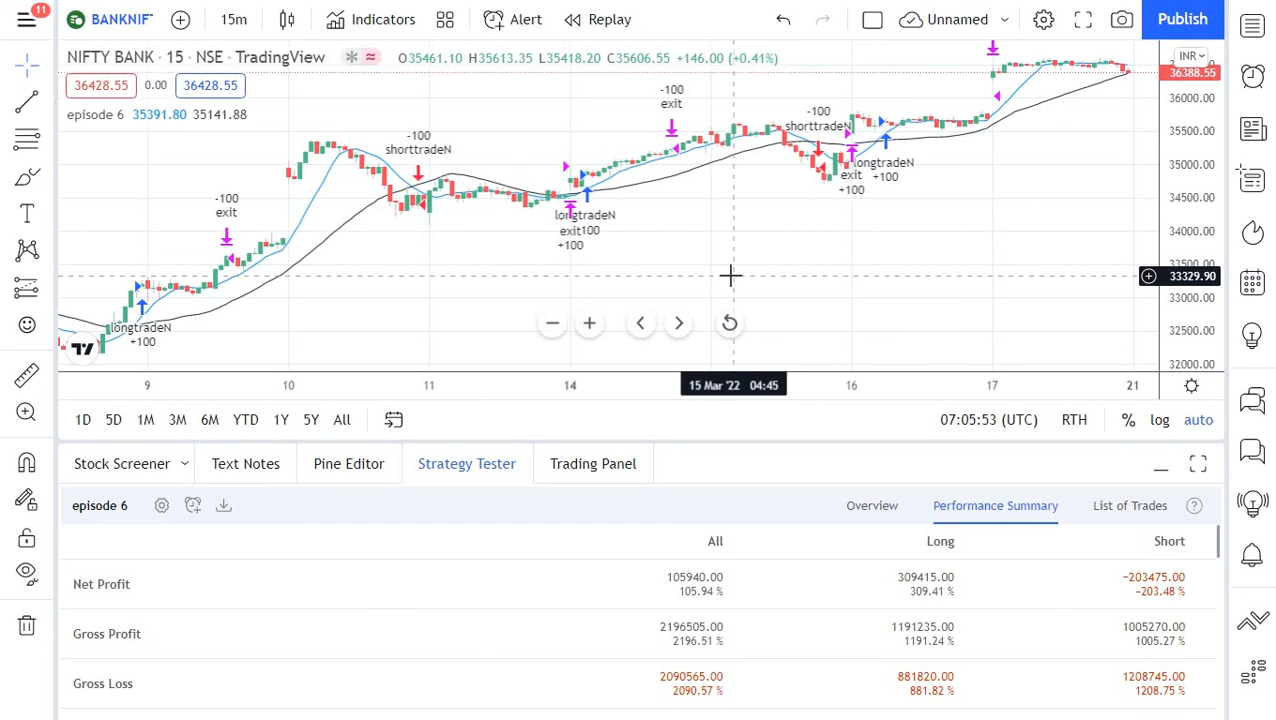 11
BANKNIF
15m
Indicators
Alert
Replay
Unnamed
Publish
NIFTY BANK · 15 · NSE · TradingView
O35461.10 H35613.35 L35418.20 C35606.55 +146.00 (+0.41%)
INR
36428.55
0.00
36428.55
episode 6 35391.80 35141.88
36388.55
36000.00
35500.00
35000.00
34500.00
34000.00
33500.00
33329.90
33000.00
32500.00
32000.00
-100
exit
-100
shorttradeN
-100
exit
-100
shorttradeN
longtradeN
+100
longtradeN
exit100
+100
longtradeN
+100
exit
+100
9
10
11
14
15 Mar '22 04:45
16
17
21
1D
5D
1M
3M
6M
YTD
1Y
5Y
All
07:05:53 (UTC)
RTH
%
log
auto
Stock Screener
Text Notes
Pine Editor
Strategy Tester
Trading Panel
episode 6
Overview
Performance Summary
List of Trades
All
Long
Short
Net Profit
105940.00
105.94 %
309415.00
309.41 %
−203475.00
−203.48 %
Gross Profit
2196505.00
2196.51 %
1191235.00
1191.24 %
1005270.00
1005.27 %
Gross Loss
2090565.00
2090.57 %
881820.00
881.82 %
1208745.00
1208.75 %